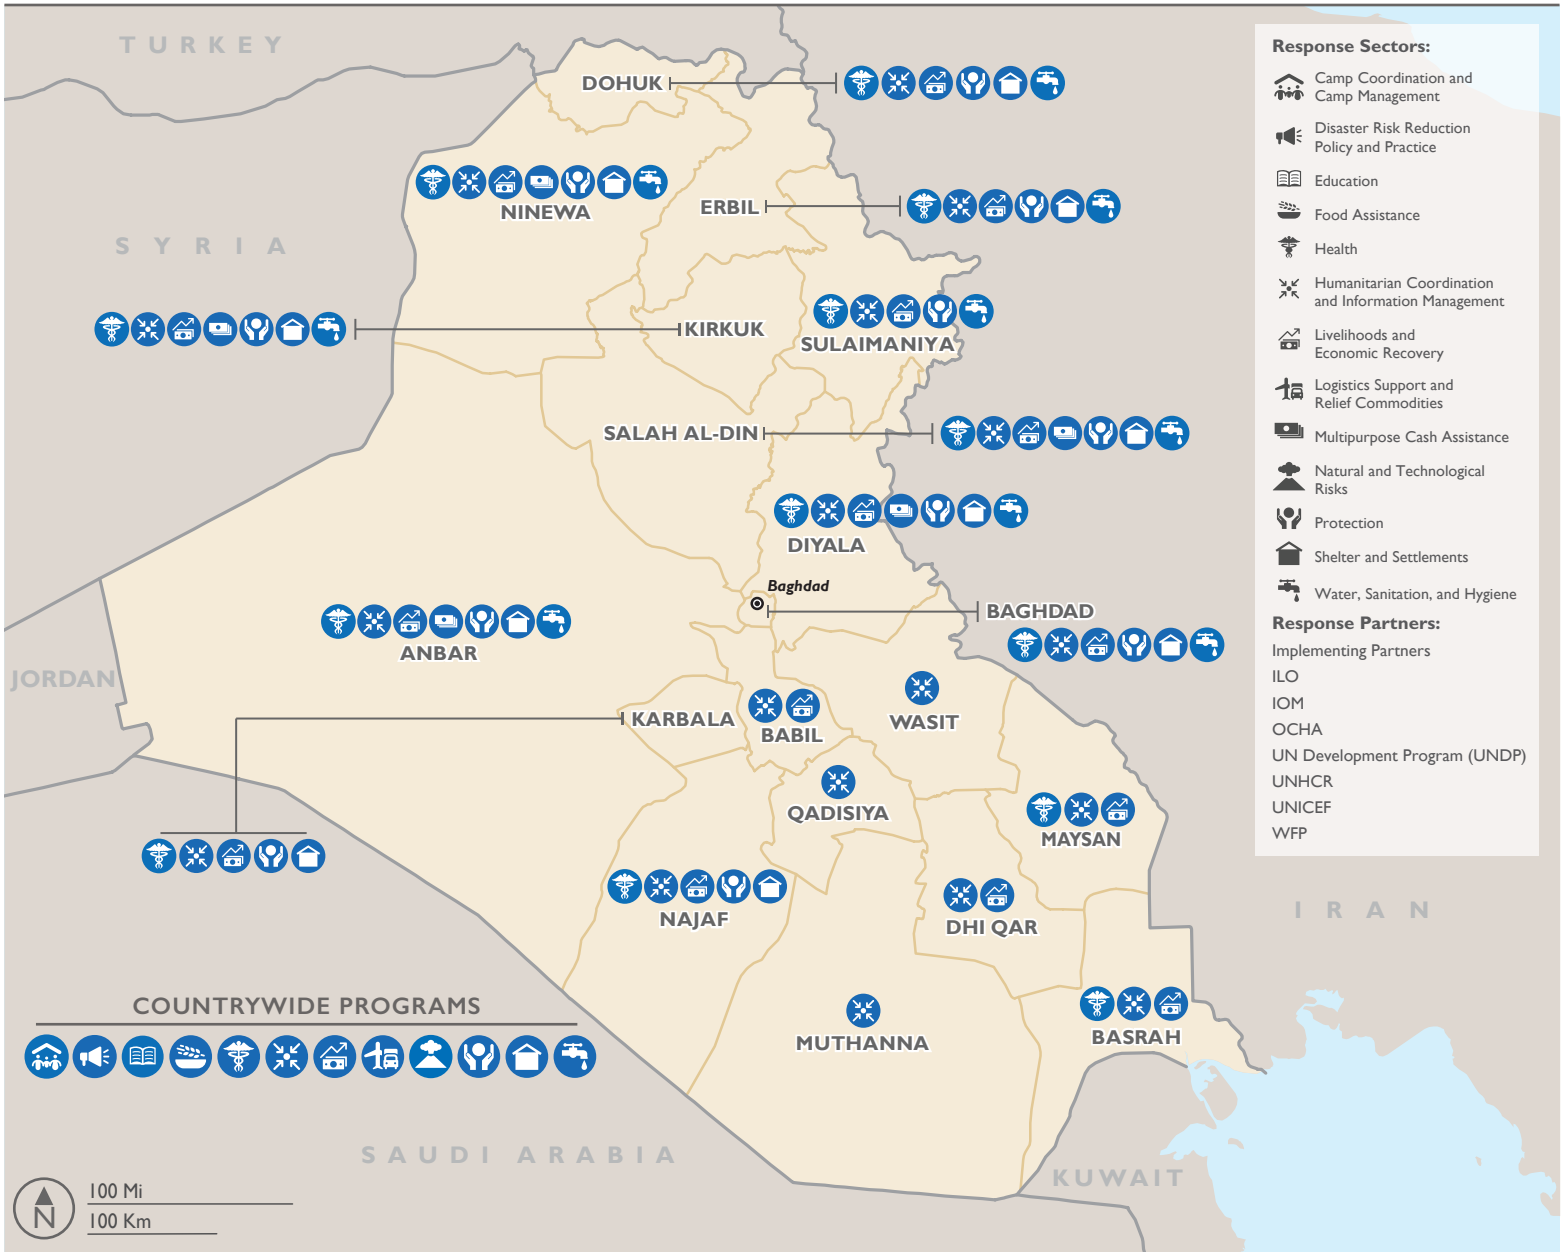 TURKEY
SYRIA
JORDAN
IRAN
SAUDI ARABIA
KUWAIT
DOHUK
NINEWA
ERBIL
KIRKUK
SULAIMANIYA
SALAH AL-DIN
DIYALA
Baghdad
BAGHDAD
ANBAR
KARBALA
BABIL
WASIT
QADISIYA
MAYSAN
NAJAF
DHI QAR
MUTHANNA
BASRAH
COUNTRYWIDE PROGRAMS
N
100 Mi
100 Km
Response Sectors:
Camp Coordination and
Camp Management
Disaster Risk Reduction
Policy and Practice
Education
Food Assistance
Health
Humanitarian Coordination
and Information Management
Livelihoods and
Economic Recovery
Logistics Support and
Relief Commodities
Multipurpose Cash Assistance
Natural and Technological
Risks
Protection
Shelter and Settlements
Water, Sanitation, and Hygiene
Response Partners:
Implementing Partners
ILO
IOM
OCHA
UN Development Program (UNDP)
UNHCR
UNICEF
WFP